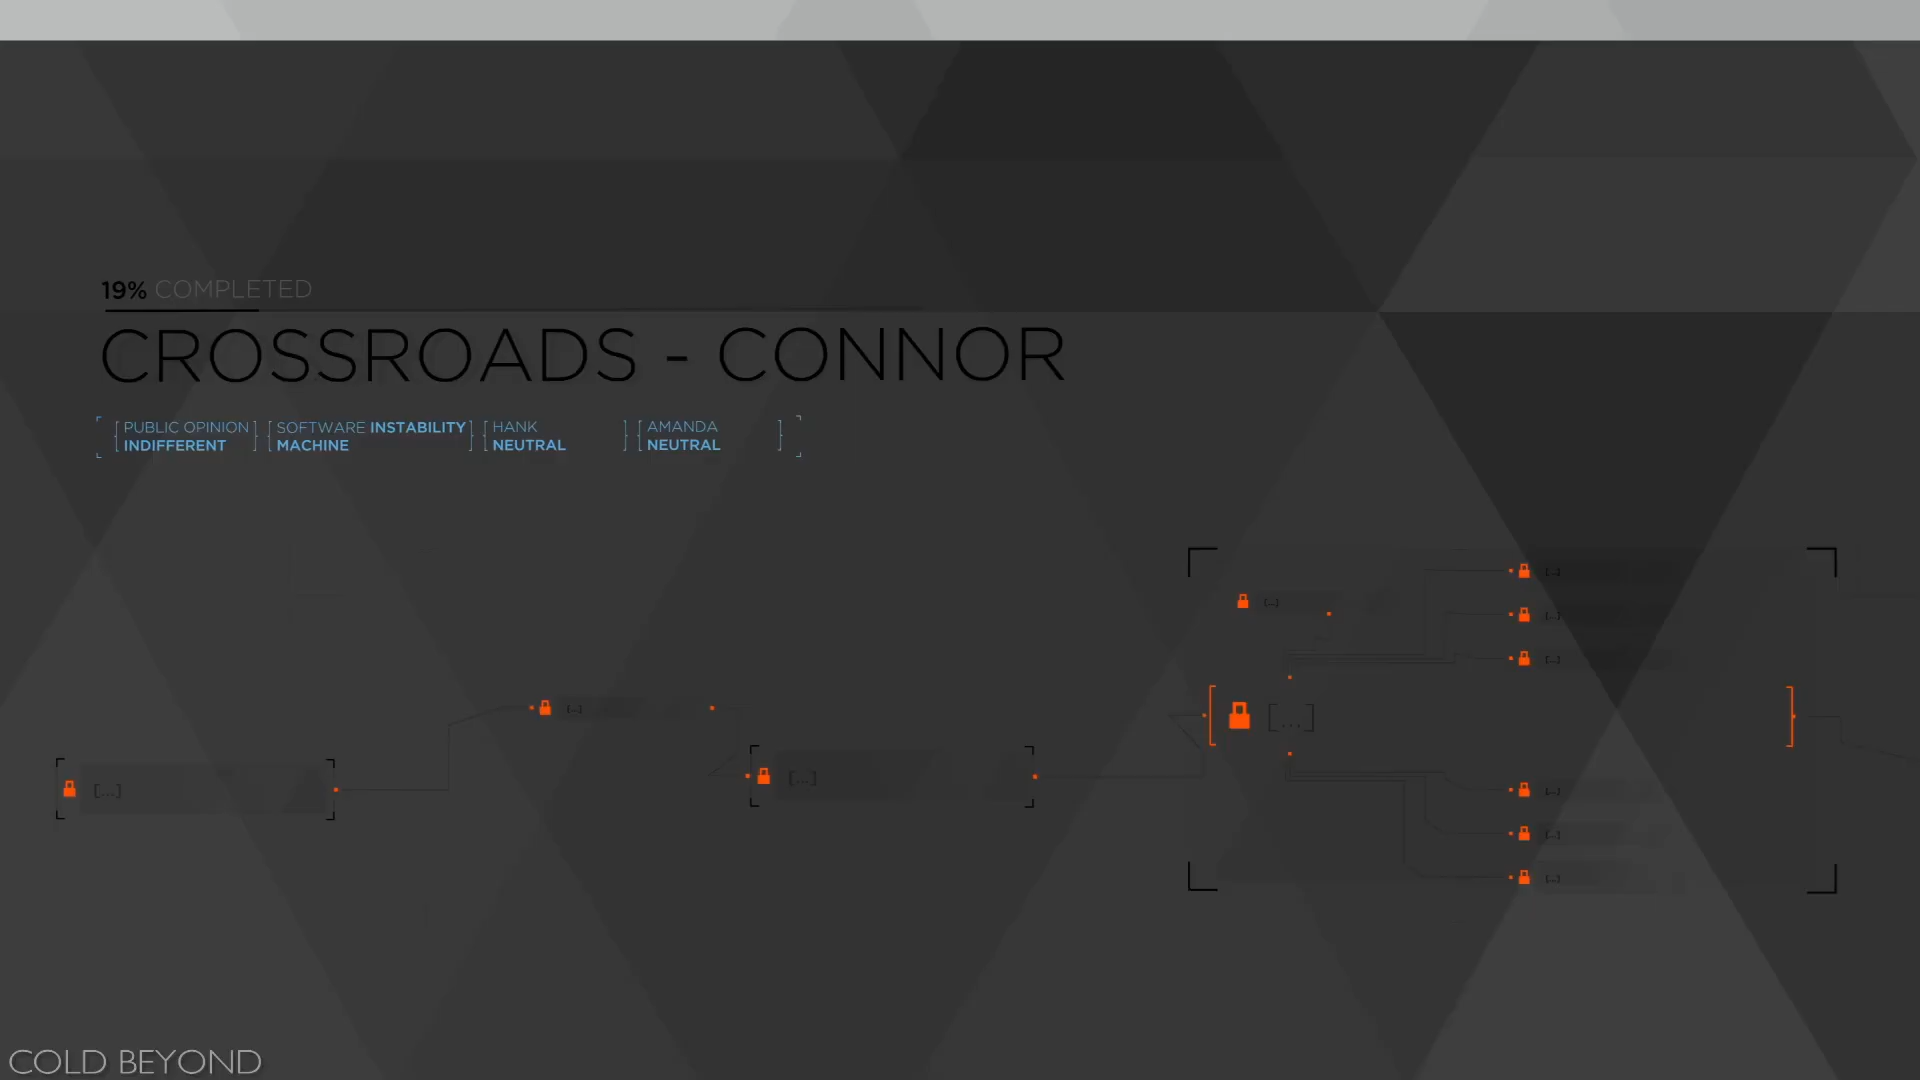 19% COMPLETED
CROSSROADS - CONNOR
PUBLIC OPINION
INDIFFERENT
SOFTWARE INSTABILITY
MACHINE
HANK
NEUTRAL
AMANDA
NEUTRAL
[...]
[...]
[...]
[...]
[...]
[...]
[...]
[...]
[...]
[...]
[...]
COLD BEYOND